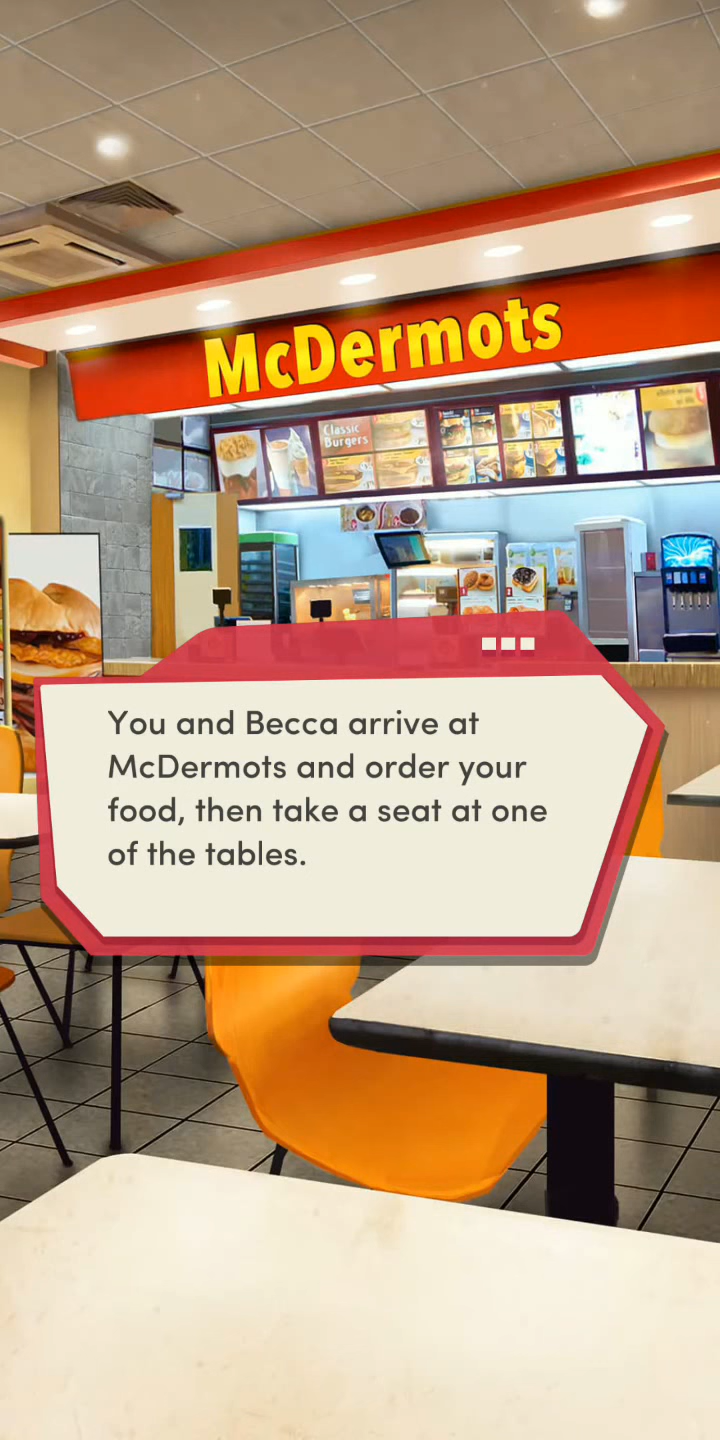 McDermots
Classic
Burgers
You and Becca arrive at
McDermots and order your
food, then take a seat at one
of the tables.